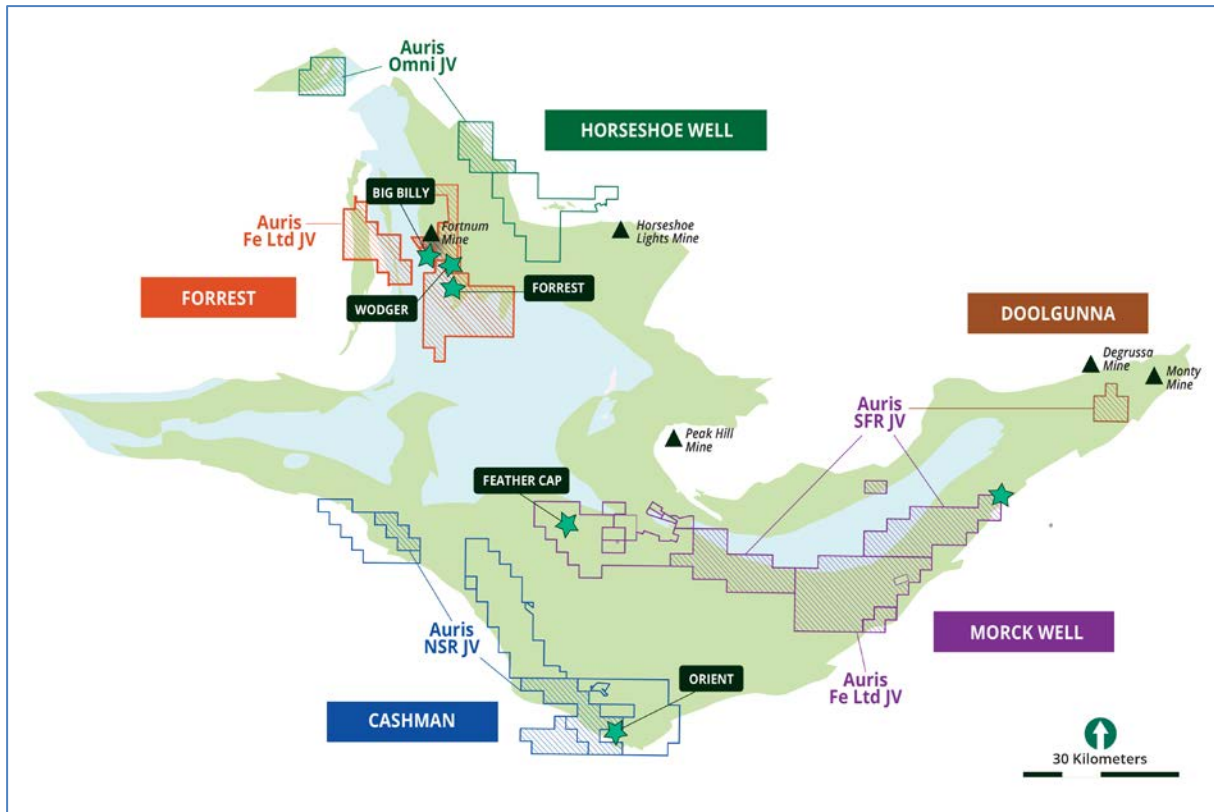 Auris
Omni JV
HORSESHOE WELL
BIG BILLY
Auris
Fe Ltd JV
Fortnum
Mine
Horseshoe
Lights Mine
FORREST
WODGER
FORREST
DOOLGUNNA
Degrussa
Mine
Monty
Mine
Auris
SFR JV
Peak Hill
Mine
FEATHER CAP
Auris
NSR JV
MORCK WELL
ORIENT
Auris
Fe Ltd JV
CASHMAN
30 Kilometers